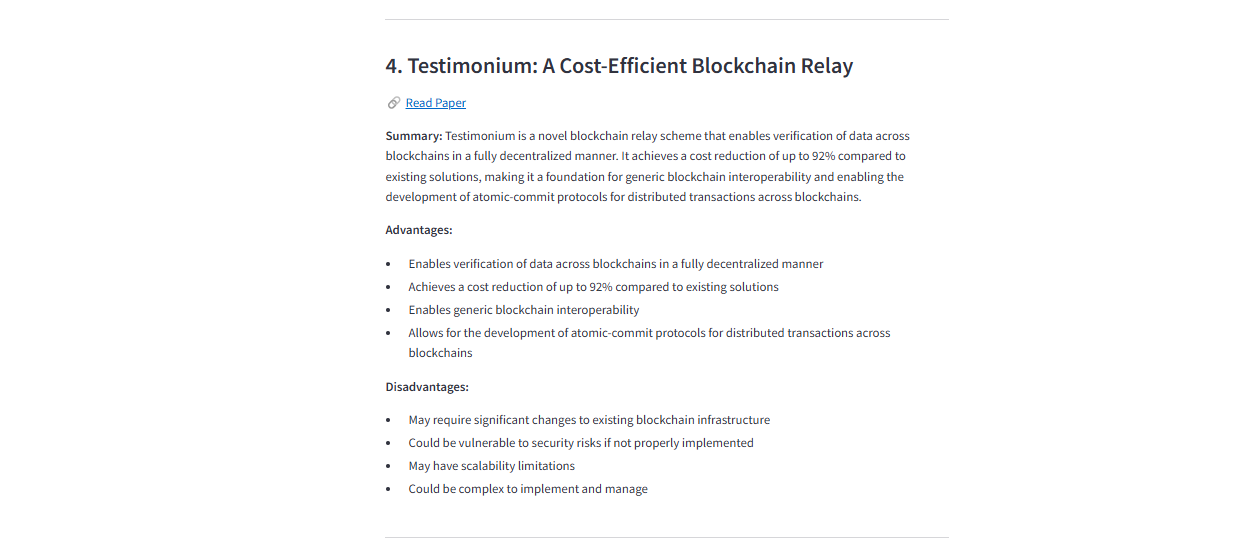 4. Testimonium: A Cost-Efficient Blockchain Relay
Read Paper
Summary: Testimonium is a novel blockchain relay scheme that enables verification of data across
blockchains in a fully decentralized manner. It achieves a cost reduction of up to 92% compared to
existing solutions, making it a foundation for generic blockchain interoperability and enabling the
development of atomic-commit protocols for distributed transactions across blockchains.
Advantages:
• Enables verification of data across blockchains in a fully decentralized manner
• Achieves a cost reduction of up to 92% compared to existing solutions
• Enables generic blockchain interoperability
• Allows for the development of atomic-commit protocols for distributed transactions across
blockchains
Disadvantages:
• May require significant changes to existing blockchain infrastructure
• Could be vulnerable to security risks if not properly implemented
• May have scalability limitations
• Could be complex to implement and manage